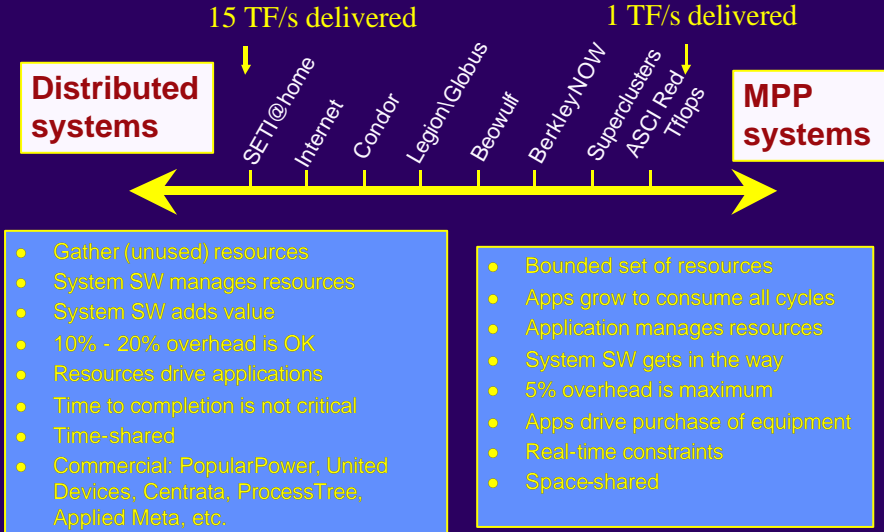 15 TF/s delivered
1 TF/s delivered
Distributed
systems
SETI@home
Internet
Condor
Legion\Globus
Beowulf
Berkley NOW
Superclusters
ASCI Red
Tflops
MPP
systems
● Gather (unused) resources
● System SW manages resources
● System SW adds value
● 10% - 20% overhead is OK
● Resources drive applications
● Time to completion is not critical
● Time-shared
● Commercial: PopularPower, United
Devices, Centrata, ProcessTree,
Applied Meta, etc.
● Bounded set of resources
● Apps grow to consume all cycles
● Application manages resources
● System SW gets in the way
● 5% overhead is maximum
● Apps drive purchase of equipment
● Real-time constraints
● Space-shared